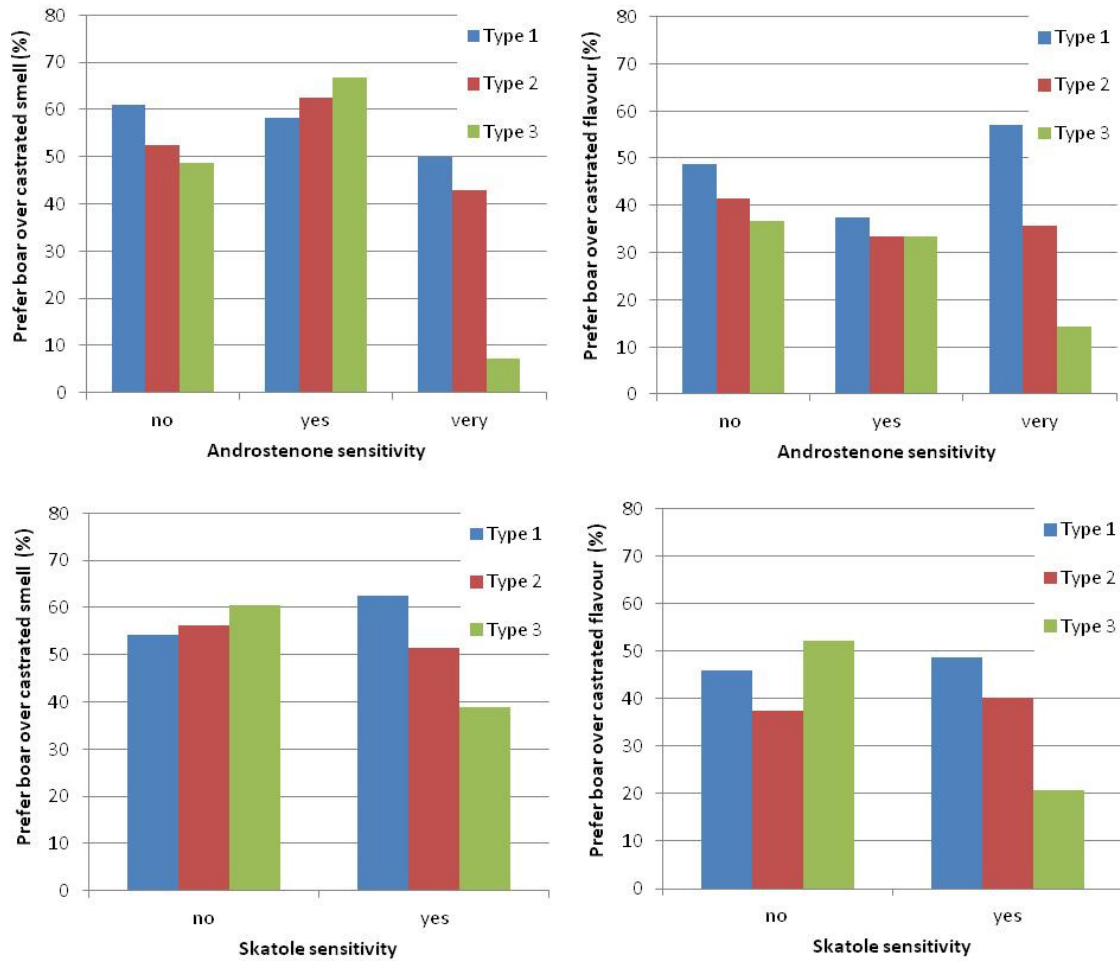 Prefer boar over castrated smell (%)
80
70
60
50
40
30
20
10
0
Type 1
Type 2
Type 3
no yes very
Androstenone sensitivity
Prefer boar over castrated flavour (%)
80
70
60
50
40
30
20
10
0
Type 1
Type 2
Type 3
no yes very
Androstenone sensitivity
Prefer boar over castrated smell (%)
80
70
60
50
40
30
20
10
0
Type 1
Type 2
Type 3
no yes
Skatole sensitivity
Prefer boar over castrated flavour (%)
80
70
60
50
40
30
20
10
0
Type 1
Type 2
Type 3
no yes
Skatole sensitivity